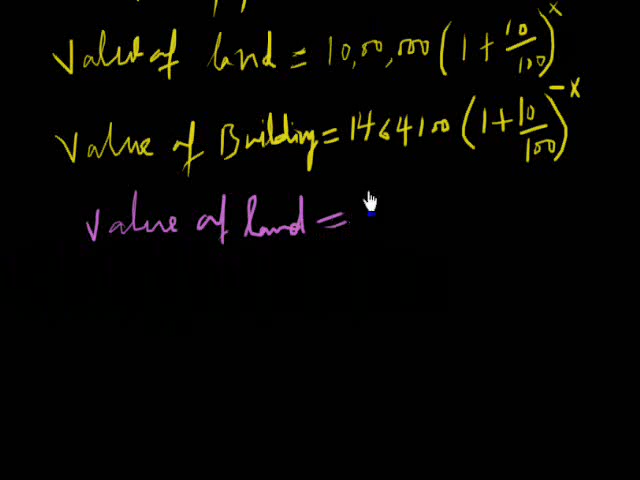 Value of land = 10,00,000 (1 + 10/100)^x
Value of Building = 1464100 (1 + 10/100)^-x
Value of land =